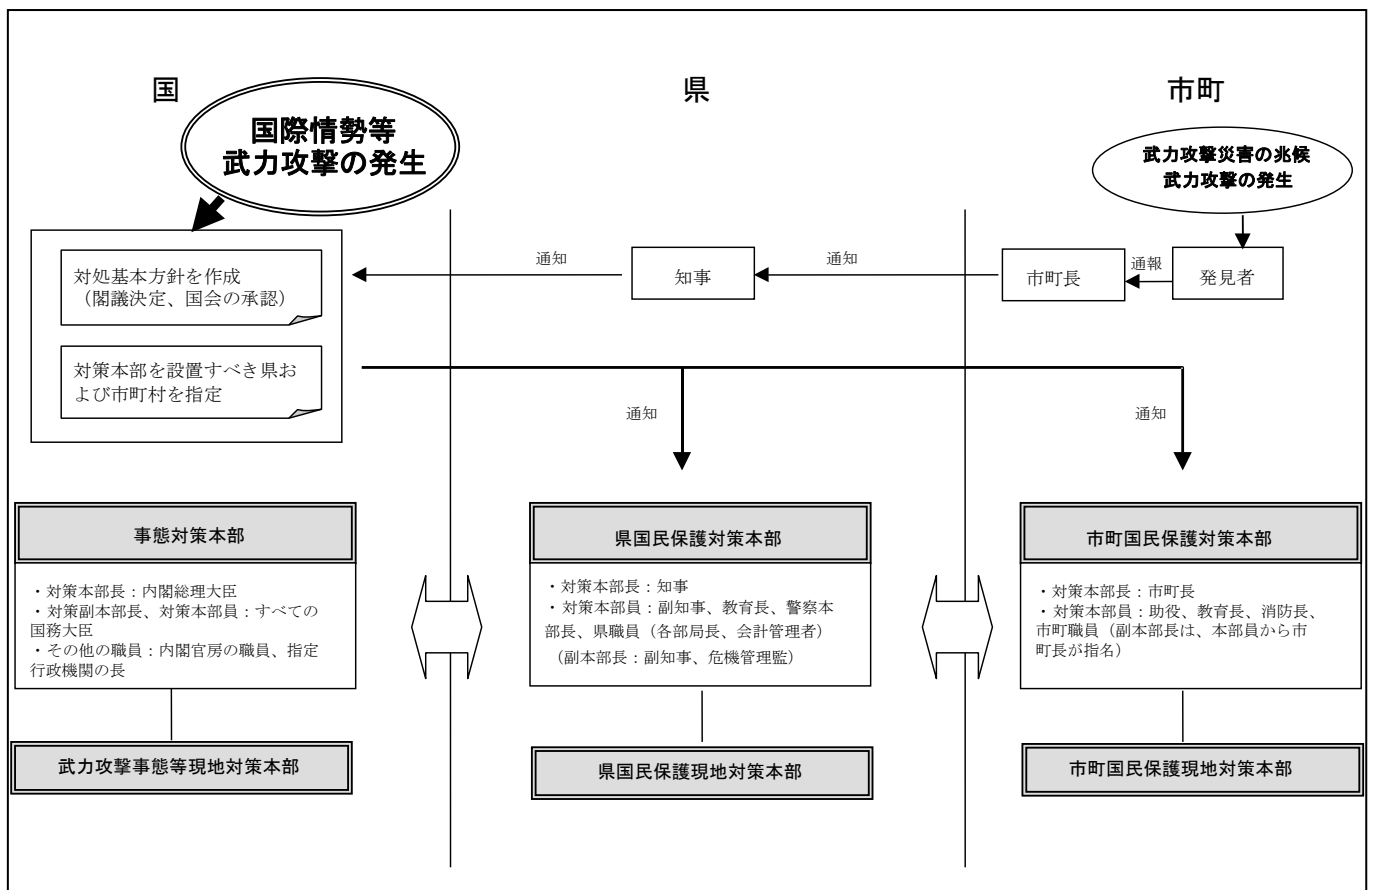 国
県
市町
国際情勢等
武力攻撃の発生
武力攻撃災害の兆候
武力攻撃の発生
対処基本方針を作成
（閣議決定、国会の承認）
通知
知事
通知
市町長
通報
発見者
対策本部を設置すべき県お
よび市町村を指定
通知
通知
事態対策本部
・対策本部長：内閣総理大臣
・対策副本部長、対策本部員：すべての
国務大臣
・その他の職員：内閣官房の職員、指定
行政機関の長
県国民保護対策本部
・対策本部長：知事
・対策本部員：副知事、教育長、警察本
部長、県職員（各部局長、会計管理者）
（副本部長：副知事、危機管理監）
市町国民保護対策本部
・対策本部長：市町長
・対策本部員：助役、教育長、消防長、
市町職員（副本部長は、本部員から市
町長が指名）
武力攻撃事態等現地対策本部
県国民保護現地対策本部
市町国民保護現地対策本部